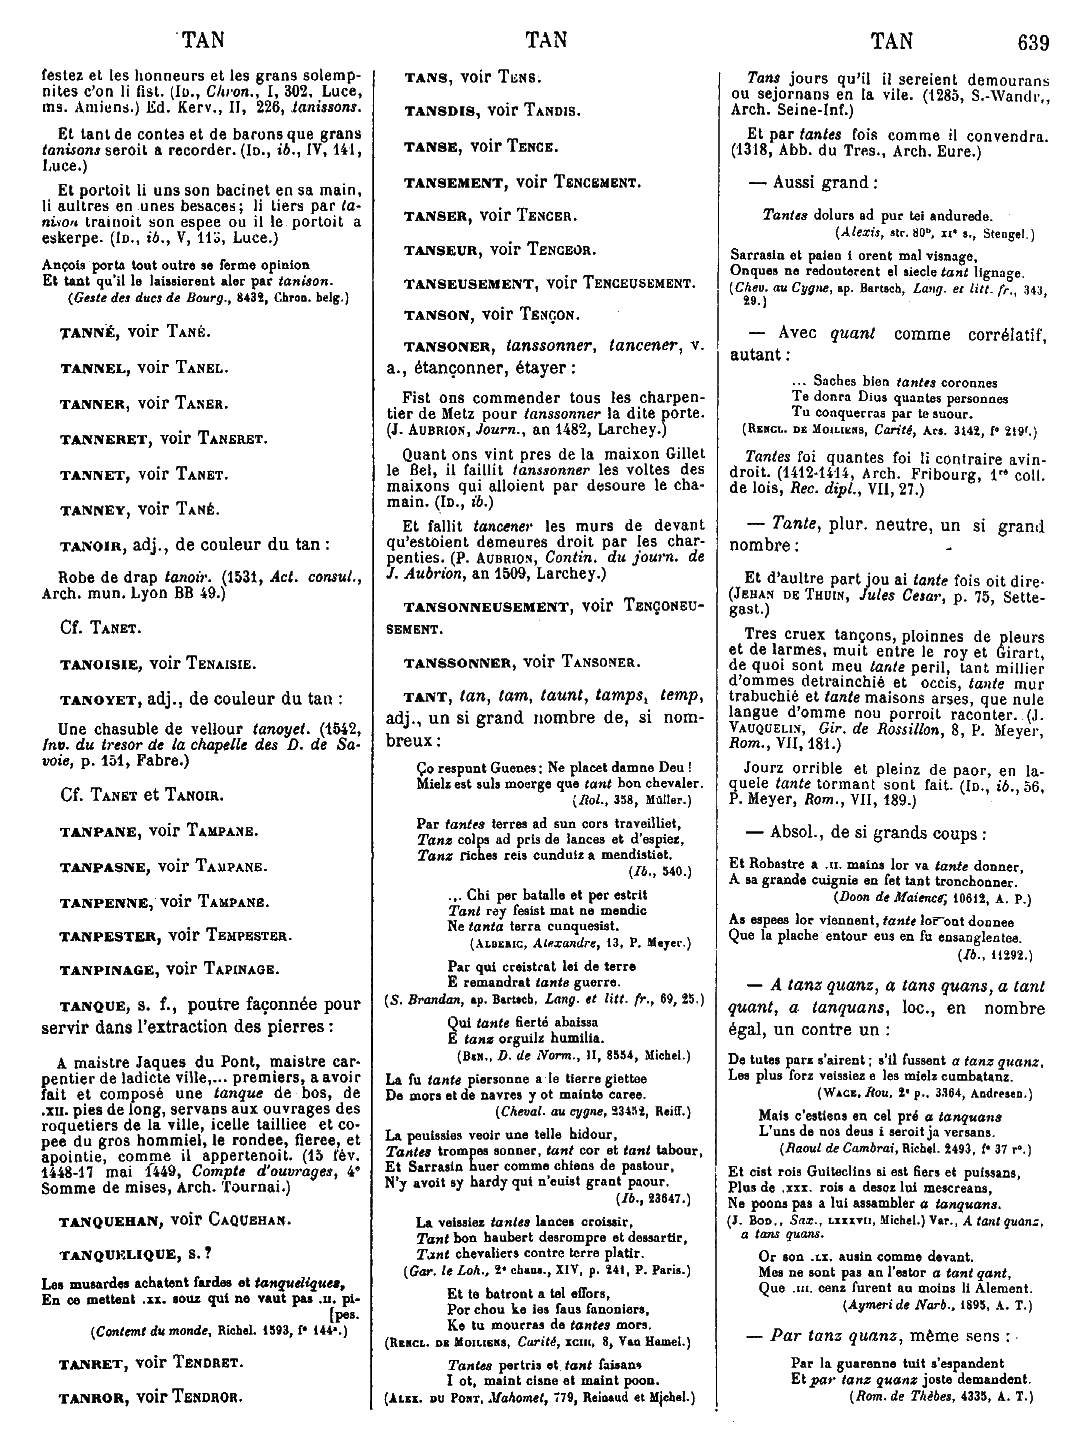 TAN TAN TAN 639
festez et les honneurs et les grans solemp-
nites c'on li fist. (ID., Chron., I, 302, Luce,
ms. Amiens.) Ed. Kerv., II, 226, tanissons.
Et tant de contes et de barons que grans
tanisons seroit a recorder. (ID., ib., IV, 141,
Luce.)
Et portoit li uns son bacinet en sa main,
li aultres en unes besaces; li tiers par ta-
nison trainoit son espee ou il le portoit a
eskerpe. (ID., ib., V, 113, Luce.)
Ançois porta tout outre se ferme opinion
Et tant qu'il le laissierent aler par tanison.
(Geste des ducs de Bourg., 8432, Chron. belg.)
TANNÉ, voir TANÉ.
TANNEL, voir TANEL.
TANNER, voir TANER.
TANNERET, voir TANERET.
TANNET, voir TANET.
TANNEY, voir TANÉ.
TANOIR, adj., de couleur du tan :
Robe de drap tanoir. (1531, Act. consul.,
Arch. mun. Lyon BB 49.)
Cf. TANET.
TANOISIE, voir TENAISIE.
TANOYET, adj., de couleur du tan :
Une chasuble de vellour tanoyet. (1542,
Inv. du tresor de la chapelle des D. de Sa-
voie, p. 151, Fabre.)
Cf. TANET et TANOIR.
TANPANE, voir TAMPANE.
TANPASNE, voir TAMPANE.
TANPENNE, voir TAMPANE.
TANPESTER, voir TEMPESTER.
TANPINAGE, voir TAPINAGE.
TANQUE, s. f., poutre façonnée pour
servir dans l'extraction des pierres :
A maistre Jaques du Pont, maistre car-
pentier de ladicte ville,... premiers, a avoir
fait et composé une tanque de bos, de
.XII. pies de long, servans aux ouvrages des
roquetiers de la ville, icelle tailliee et co-
pee du gros hommiel, le rondee, fieree, et
apointie, comme il appertenoit. (15 fév.
1448-17 mai 1449, Compte d'ouvrages, 4e
Somme de mises, Arch. Tournai.)
TANQUEHAN, voir CAQUEHAN.
TANQUELIQUE, s. ?
Les musardes achatent fardes et tanqueliques,
En ce mettent .XX. souz qui ne vaut pas .II. pi-
[pes.
(Contemt du monde, Richel. 1593, f° 144a.)
TANRET, voir TENDRET.
TANROR, voir TENDROR.
TANS, voir TENS.
TANSDIS, voir TANDIS.
TANSE, voir TENCE.
TANSEMENT, voir TENCEMENT.
TANSER, voir TENCER.
TANSEUR, voir TENCEOR.
TANSEUSEMENT, voir TENCEUSEMENT.
TANSON, voir TENÇON.
TANSONER, tanssonner, tancener, v.
a., étançonner, étayer :
Fist ons commender tous les charpen-
tier de Metz pour tanssonner la dite porte.
(J. AUBRION, Journ., an 1482, Larchey.)
Quant ons vint pres de la maixon Gillet
le Bel, il faillit tanssonner les voltes des
maixons qui alloient par desoure le cha-
main. (ID., ib.)
Et fallit tancener les murs de devant
qu'estoient demeures droit par les char-
penties. (P. AUBRION, Contin. du journ. de
J. Aubrion, an 1509, Larchey.)
TANSONNEUSEMENT, voir TENÇONEU-
SEMENT.
TANSSONNER, voir TANSONER.
TANT, tan, tam, taunt, tamps, temp,
adj., un si grand nombre de, si nom-
breux :
Ço respunt Guenes : Ne placet damne Deu !
Mielz est suls moerge que tant bon chevaler.
(Rol., 358, Müller.)
Par tantes terres ad sun cors traveilliet,
Tanz colps ad pris de lances et d'espiez,
Tanz riches reis cunduiz a mendistiet.
(Ib., 540.)
... Chi per batalle et per estrit
Tant rey fesist mat ne mendic
Ne tanta terra cunquesist.
(ALBERIC, Alexandre, 13, P. Meyer.)
Par qui creistrat lei de terre
E remandrat tante guerre.
(S. Brandan, ap. Bartsch, Lang. et litt. fr., 69, 25.)
Qui tante fierté abaissa
E tanz orguilz humilia.
(BEN., D. de Norm., II, 8554, Michel.)
La fu tante piersonne a le tierre giettee
De mors et de navres y ot mainte caree.
(Cheval. au cygne, 23452, Reiff.)
La peuissies veoir une telle hidour,
Tantes trompes sonner, tant cor et tant tabour,
Et Sarrasin huer comme chiens de pastour,
N'y avoit sy hardy qui n'euist grant paour.
(Ib., 23647.)
La veissiez tantes lances croissir,
Tant bon haubert desrompre et dessartir,
Tant chevaliers contre terre platir.
(Gar. le Loh., 2e chans., XIV, p. 241, P. Paris.)
Et te batront a tel effors,
Por chou ke les faus fanoniers,
Ke tu mourras de tantes mors.
(RENCL. DE MOILIENS, Carité, XCIII, 8, Van Hamel.)
Tantes pertris et tant faisans
I ot, maint cisne et maint poon.
(ALEX. DU PONT, Mahomet, 779, Reinaud et Michel.)
Tans jours qu'il il sereient demourans
ou sejornans en la vile. (1285, S.-Wandr.,
Arch. Seine-Inf.)
Et par tantes fois comme il convendra.
(1318, Abb. du Tres., Arch. Eure.)
— Aussi grand :
Tantes dolurs ad pur tei andurede.
(Alexis, str. 80b, XIe s., Stengel.)
Sarrasin et paien i orent mal visnage,
Onques ne redouterent el siecle tant lignage.
(Chev. au Cygne, ap. Bartsch, Lang. et litt. fr., 343,
29.)
— Avec quant comme corrélatif,
autant :
... Saches bien tantes coronnes
Te donra Dius quantes personnes
Tu conquerras par te suour.
(RENCL. DE MOILIENS, Carité, Ars. 3142, f° 219f.)
Tantes foi quantes foi li contraire avin-
droit. (1412-1414, Arch. Fribourg, 1re coll.
de lois, Rec. dipl., VII, 27.)
— Tante, plur. neutre, un si grand
nombre :
Et d'aultre part jou ai tante fois oit dire-
(JEHAN DE THUIN, Jules Cesar, p. 75, Sette-
gast.)
Tres cruex tançons, ploinnes de pleurs
et de larmes, muit entre le roy et Girart,
de quoi sont meu tante peril, tant millier
d'ommes detrainchié et occis, tante mur
trabuchié et tante maisons arses, que nule
langue d'omme nou porroit raconter. (J.
VAUQUELIN, Gir. de Rossillon, 8, P. Meyer,
Rom., VII, 181.)
Jourz orrible et pleinz de paor, en la-
quele tante tormant sont fait. (ID., ib., 56,
P. Meyer, Rom., VII, 189.)
— Absol., de si grands coups :
Et Robastre a .II. mains lor va tante donner,
A sa grande cuignie en fet tant tronchonner.
(Doon de Maience, 10612, A. P.)
As espees lor viennent, tante lor ont donnee
Que la plache entour eus en fu ensanglentee.
(Ib., 11292.)
— A tanz quanz, a tans quans, a tant
quant, a tanquans, loc., en nombre
égal, un contre un :
De tutes parz s'airent ; s'il fussent a tanz quanz,
Les plus forz veissiez e les mielz cumbatanz.
(WACE, Rou, 2e p., 3364, Andresen.)
Mais c'estiens en cel pré a tanquans
L'uns de nos deus i seroit ja versans.
(Raoul de Cambrai, Richel. 2493, f° 37 r°.)
Et cist rois Guiteclins si est fiers et puissans,
Plus de .XXX. rois a desoz lui mescreans,
Ne poons pas a lui assambler a tanquans.
(J. BOD., Sax., LXXXVII, Michel.) Var., A tant quanz,
a tans quans.
Or son .LX. ausin comme devant.
Mes ne sont pas an l'estor a tant qant,
Que .III. cenz furent au moins li Alement.
(Aymeri de Narb., 1895, A. T.)
— Par tanz quanz, même sens :
Par la guarenne tuit s'espandent
Et par tanz quanz joste demandent.
(Rom. de Thèbes, 4335, A. T.)